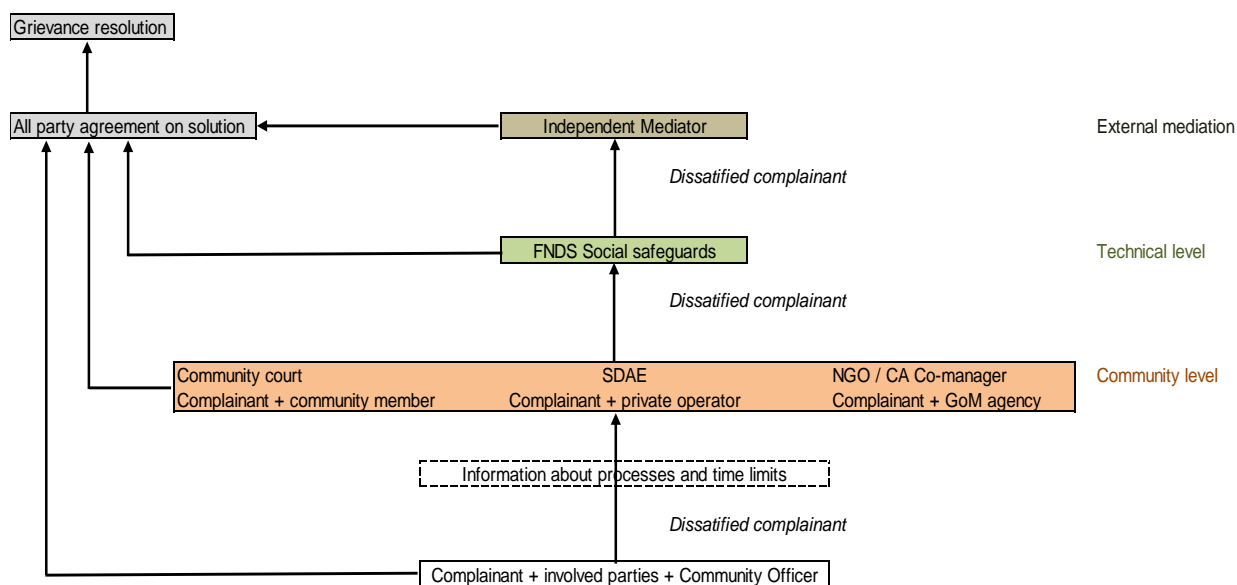 Grievance resolution
All party agreement on solution
Independent Mediator
External mediation
Dissatified complainant
FNDS Social safeguards
Technical level
Dissatified complainant
Community court
SDAE
NGO / CA Co-manager
Community level
Complainant + community member
Complainant + private operator
Complainant + GoM agency
Information about processes and time limits
Dissatified complainant
Complainant + involved parties + Community Officer